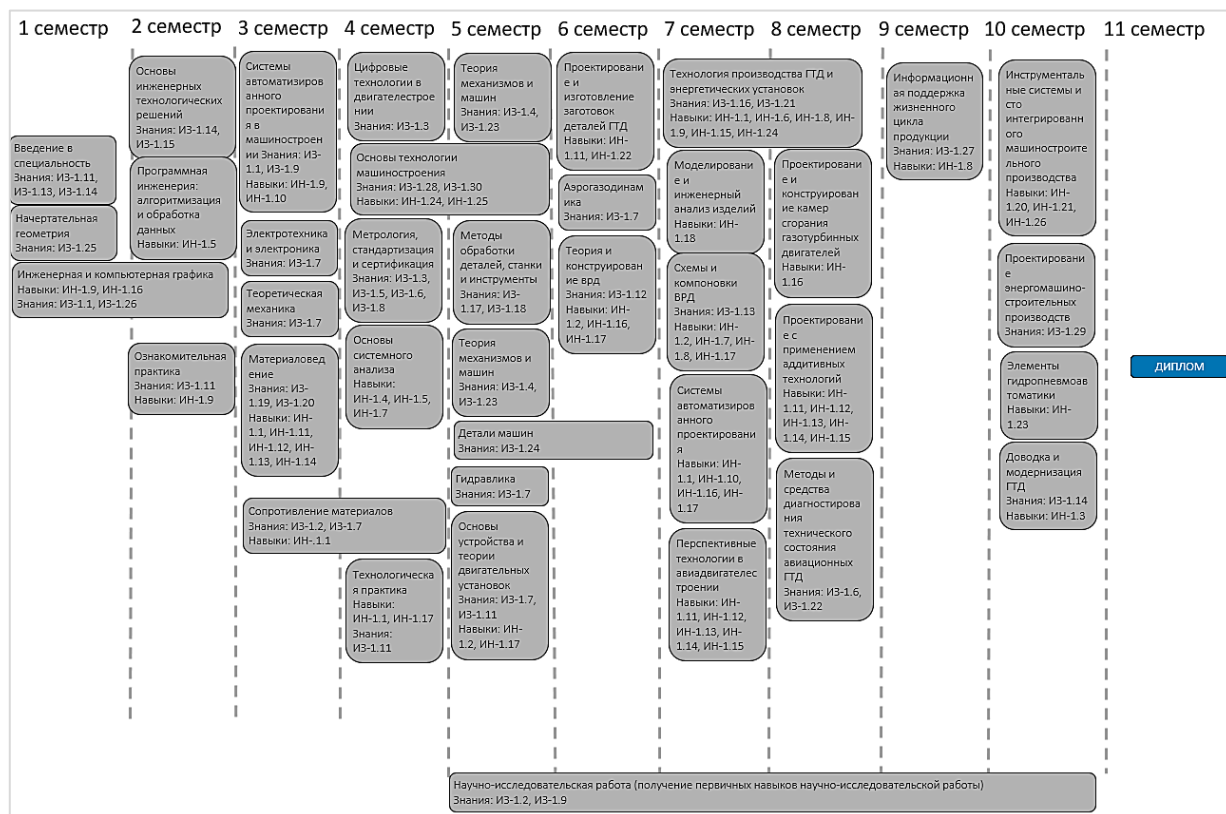 1 семестр
2 семестр
3 семестр
4 семестр
5 семестр
6 семестр
7 семестр
8 семестр
9 семестр
10 семестр
11 семестр
Введение в
специальность
Знания: ИЗ-1.11,
ИЗ-1.13, ИЗ-1.14
Начертательная
геометрия
Знания: ИЗ-1.25
Инженерная и компьютерная графика
Навыки: ИН-1.9, ИН-1.16
Знания: ИЗ-1.1, ИЗ-1.26
Основы
инженерных
технологических
решений
Знания: ИЗ-1.14,
ИЗ-1.15
Программная
инженерия:
алгоритмизация
и обработка
данных
Навыки: ИН-1.5
Ознакомительная
практика
Знания: ИЗ-1.11
Навыки: ИН-1.9
Системы
автоматизиров
анного
проектировани
я в
машиностроен
ии Знания: ИЗ-
1.1, ИЗ-1.9
Навыки: ИН-1.9,
ИН-1.10
Электротехника
и электроника
Знания: ИЗ-1.7
Теоретическая
механика
Знания: ИЗ-1.7
Материаловед
ение
Знания: ИЗ-
1.19, ИЗ-1.20
Навыки: ИН-
1.1, ИН-1.11,
ИН-1.12, ИН-
1.13, ИН-1.14
Сопротивление материалов
Знания: ИЗ-1.2, ИЗ-1.7
Навыки: ИН-.1.1
Цифровые
технологии в
двигателестро
ении
Знания: ИЗ-1.3
Основы технологии
машиностроения
Знания: ИЗ-1.28, ИЗ-1.30
Навыки: ИН-1.24, ИН-1.25
Метрология,
стандартизация
и сертификация
Знания: ИЗ-1.3,
ИЗ-1.5, ИЗ-1.6,
ИЗ-1.8
Основы
системного
анализа
Навыки:
ИН-1.4, ИН-1.5,
ИН-1.7
Технологическа
я практика
Навыки:
ИН-1.1, ИН-1.17
Знания:
ИЗ-1.11
Теория
механизмов и
машин
Знания: ИЗ-1.4,
ИЗ-1.23
Методы
обработки
деталей, станки
и инструменты
Знания: ИЗ-
1.17, ИЗ-1.18
Теория
механизмов и
машин
Знания: ИЗ-1.4,
ИЗ-1.23
Детали машин
Знания: ИЗ-1.24
Гидравлика
Знания: ИЗ-1.7
Основы
устройства и
теории
двигательных
установок
Знания: ИЗ-1.7,
ИЗ-1.11
Навыки: ИН-
1.2, ИН-1.17
Проектировани
е и
изготовление
заготовок
деталей ГТД
Навыки: ИН-
1.11, ИН-1.22
Аэрогазодинам
ика
Знания: ИЗ-1.7
Теория и
конструирован
ие врд
Знания: ИЗ-1.12
Навыки: ИН-
1.2, ИН-1.16,
ИН-1.17
Технология производства ГТД и
энергетических установок
Знания: ИЗ-1.16, ИЗ-1.21
Навыки: ИН-1.1, ИН-1.6, ИН-1.8, ИН-
1.9, ИН-1.15, ИН-1.24
Моделировани
е и
инженерный
анализ изделий
Навыки: ИН-
1.18
Схемы и
компоновки
ВРД
Знания: ИЗ-1.13
Навыки: ИН-
1.2, ИН-1.7, ИН-
1.8, ИН-1.17
Системы
автоматизиров
анного
проектировани
я
Навыки: ИН-
1.1, ИН-1.10,
ИН-1.16, ИН-
1.17
Перспективные
технологии в
авиадвигателес
троении
Навыки: ИН-
1.11, ИН-1.12,
ИН-1.13, ИН-
1.14, ИН-1.15
Проектировани
е и
конструирован
ие камер
сгорания
газотурбинных
двигателей
Навыки: ИН-
1.16
Проектировани
е с
применением
аддитивных
технологий
Навыки: ИН-
1.11, ИН-1.12,
ИН-1.13, ИН-
1.14, ИН-1.15
Методы и
средства
диагностирова
ния
технического
состояния
авиационных
ГТД
Знания: ИЗ-1.6,
ИЗ-1.22
Информацион
ная поддержка
жизненного
цикла
продукции
Знания: ИЗ-1.27
Навыки: ИН-1.8
Инструменталь
ные системы и
сто
интегрированн
ого
машиностроите
льного
производства
Навыки: ИН-
1.20, ИН-1.21,
ИН-1.26
Проектировани
е
энергомашино-
строительных
производств
Знания: ИЗ-1.29
Элементы
гидропневмоав
томатики
Навыки: ИН-
1.23
Доводка и
модернизация
ГТД
Знания: ИЗ-1.14
Навыки: ИН-1.3
ДИПЛОМ
Научно-исследовательская работа (получение первичных навыков научно-исследовательской работы)
Знания: ИЗ-1.2, ИЗ-1.9